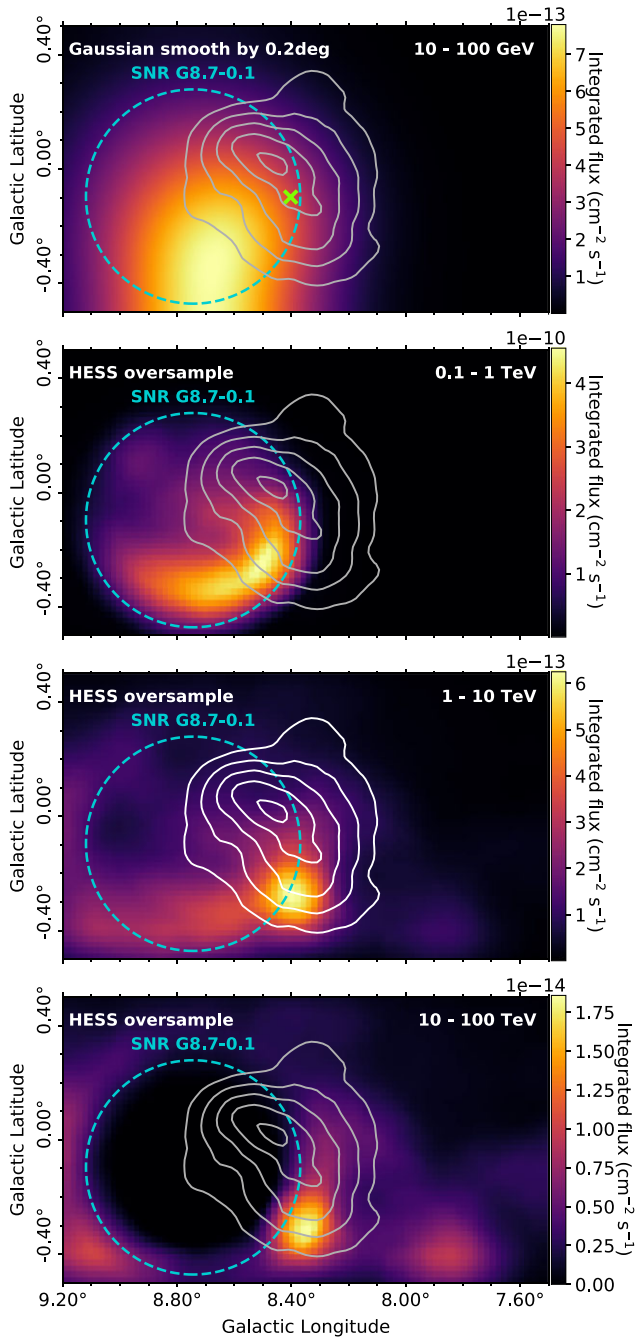 1e−13
Gaussian smooth by 0.2deg 10 - 100 GeV
SNR G8.7-0.1
0.40°
0.00°
-0.40°
Galactic Latitude
7
6
5
4
3
2
1
Integrated flux (cm−2 s−1)
1e−10
HESS oversample 0.1 - 1 TeV
SNR G8.7-0.1
0.40°
0.00°
-0.40°
Galactic Latitude
4
3
2
1
Integrated flux (cm−2 s−1)
1e−13
HESS oversample 1 - 10 TeV
SNR G8.7-0.1
0.40°
0.00°
-0.40°
Galactic Latitude
6
5
4
3
2
1
Integrated flux (cm−2 s−1)
1e−14
HESS oversample 10 - 100 TeV
SNR G8.7-0.1
0.40°
0.00°
-0.40°
Galactic Latitude
1.75
1.50
1.25
1.00
0.75
0.50
0.25
0.00
Integrated flux (cm−2 s−1)
9.20° 8.80° 8.40° 8.00° 7.60°
Galactic Longitude